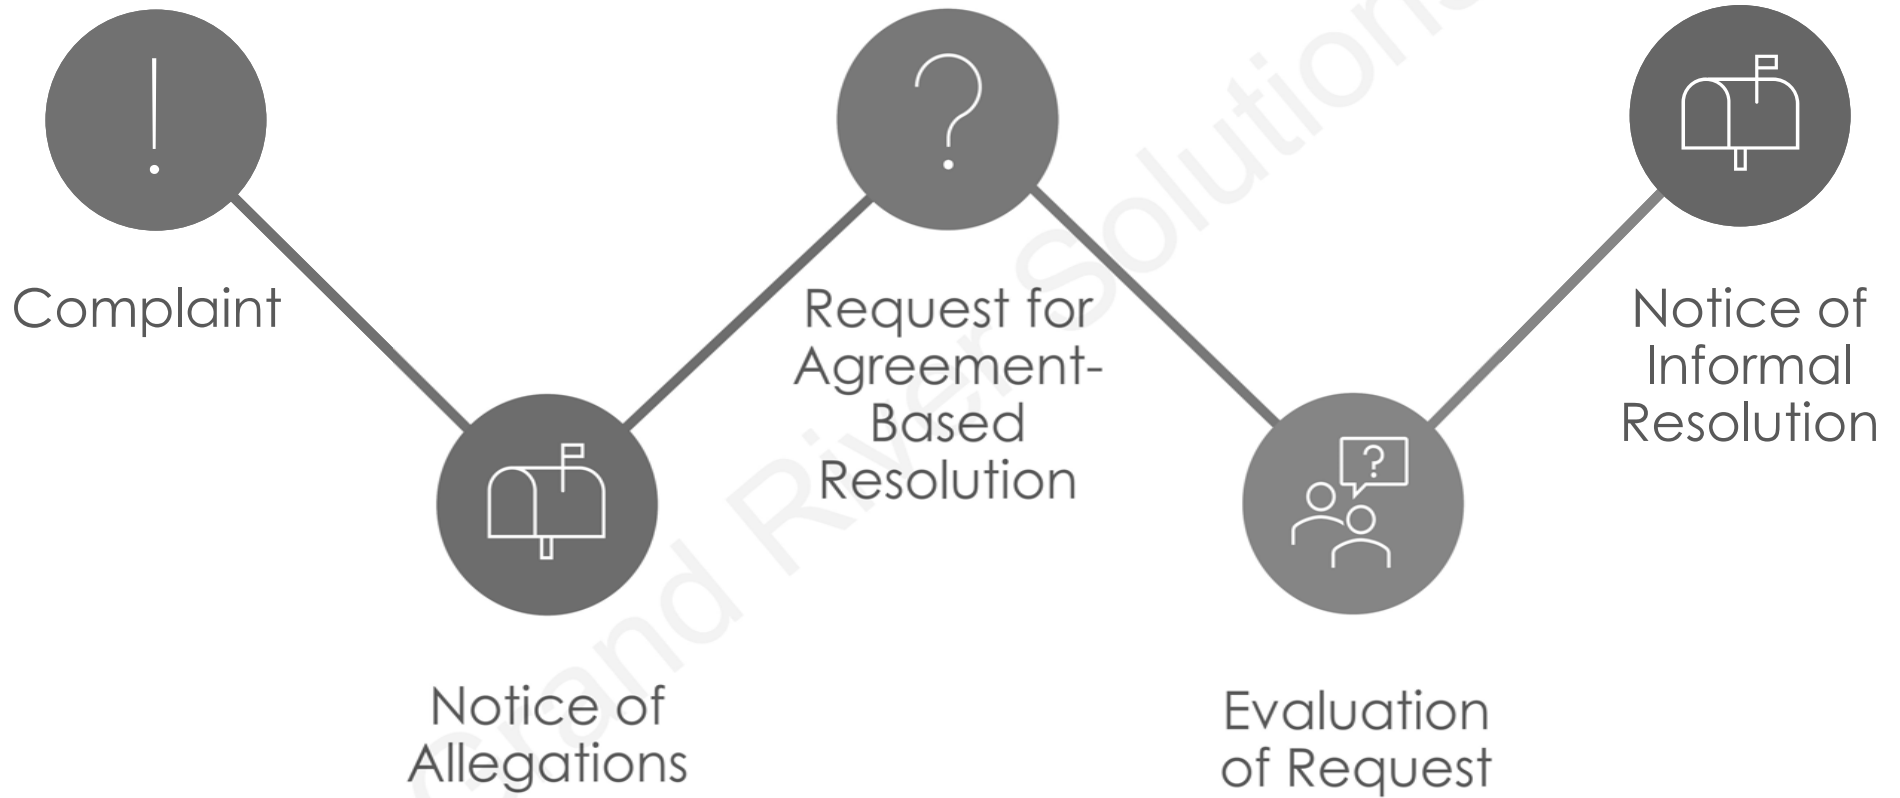 Complaint
Notice of
Allegations
Request for
Agreement-
Based
Resolution
Evaluation
of Request
Notice of
Informal
Resolution
Grand River Solutions